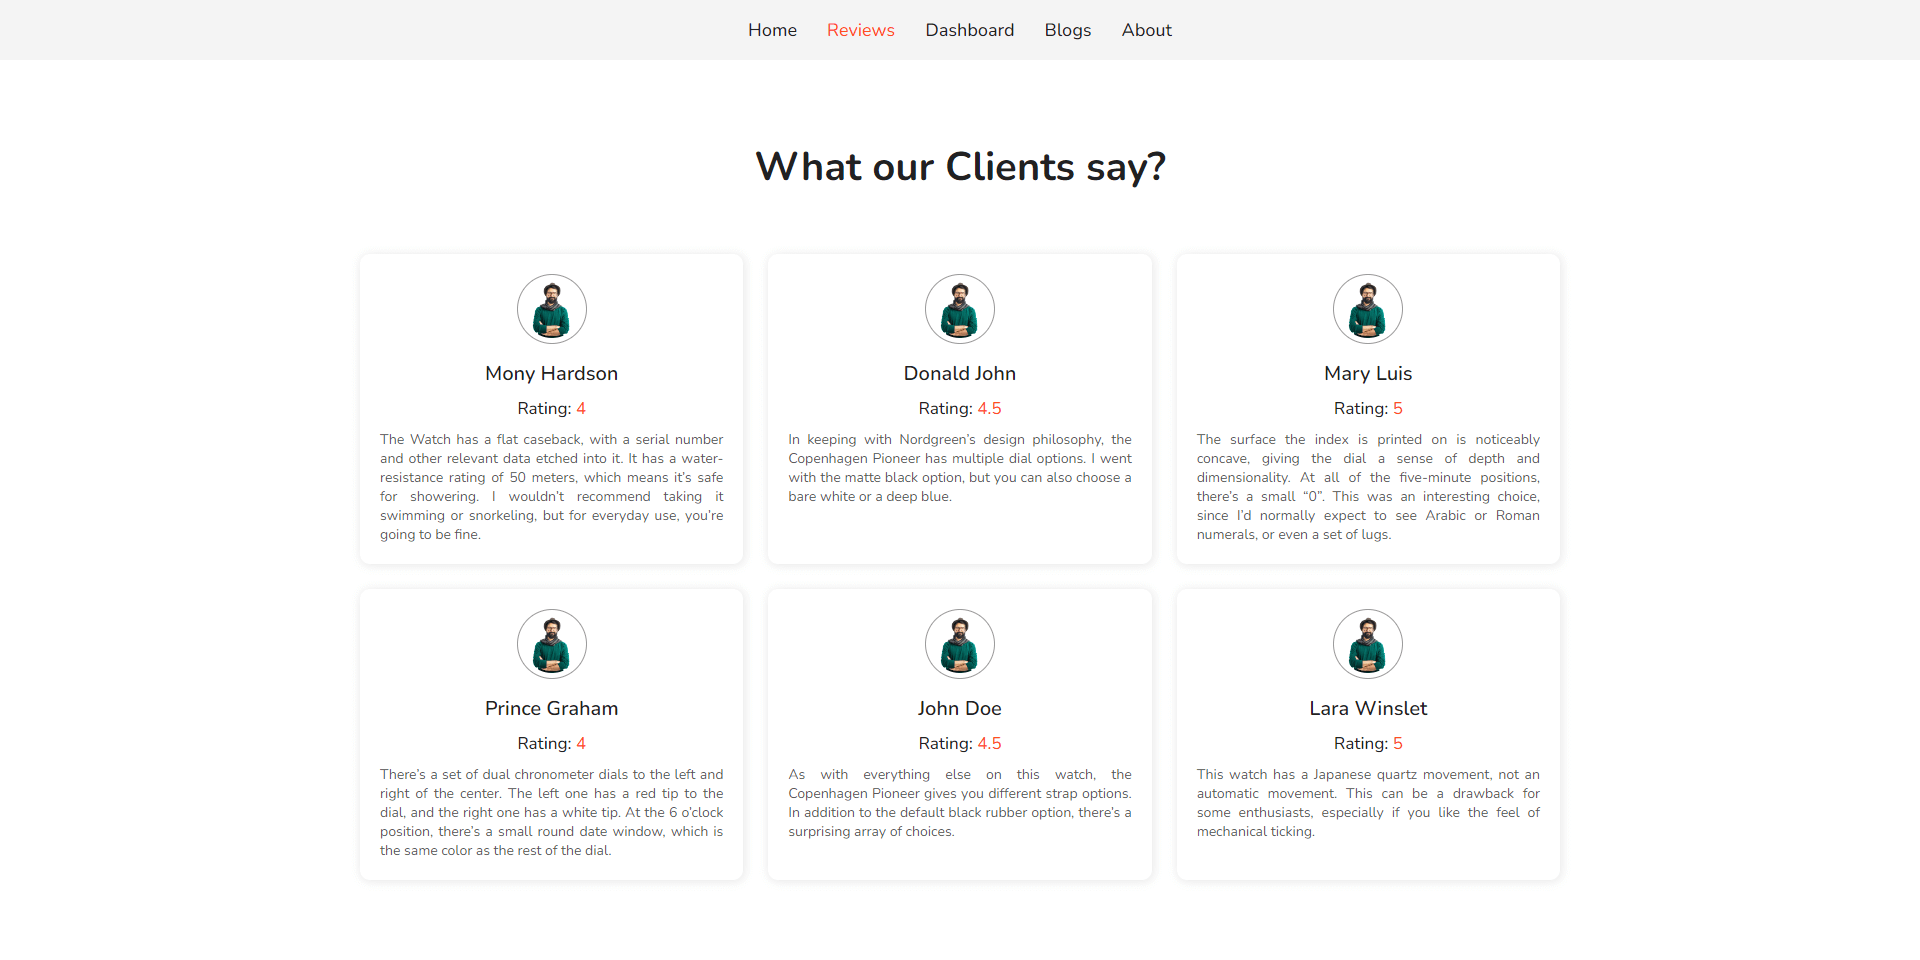 Home Reviews Dashboard Blogs About
What our Clients say?
Mony Hardson
Rating: 4
The Watch has a flat caseback, with a serial number
and other relevant data etched into it. It has a water-
resistance rating of 50 meters, which means it's safe
for showering. I wouldn't recommend taking it
swimming or snorkeling, but for everyday use, you're
going to be fine.
Donald John
Rating: 4.5
In keeping with Nordgreen's design philosophy, the
Copenhagen Pioneer has multiple dial options. I went
with the matte black option, but you can also choose a
bare white or a deep blue.
Mary Luis
Rating: 5
The surface the index is printed on is noticeably
concave, giving the dial a sense of depth and
dimensionality. At all of the five-minute positions,
there's a small “0”. This was an interesting choice,
since I'd normally expect to see Arabic or Roman
numerals, or even a set of lugs.
Prince Graham
Rating: 4
There's a set of dual chronometer dials to the left and
right of the center. The left one has a red tip to the
dial, and the right one has a white tip. At the 6 o'clock
position, there's a small round date window, which is
the same color as the rest of the dial.
John Doe
Rating: 4.5
As with everything else on this watch, the
Copenhagen Pioneer gives you different strap options.
In addition to the default black rubber option, there's a
surprising array of choices.
Lara Winslet
Rating: 5
This watch has a Japanese quartz movement, not an
automatic movement. This can be a drawback for
some enthusiasts, especially if you like the feel of
mechanical ticking.